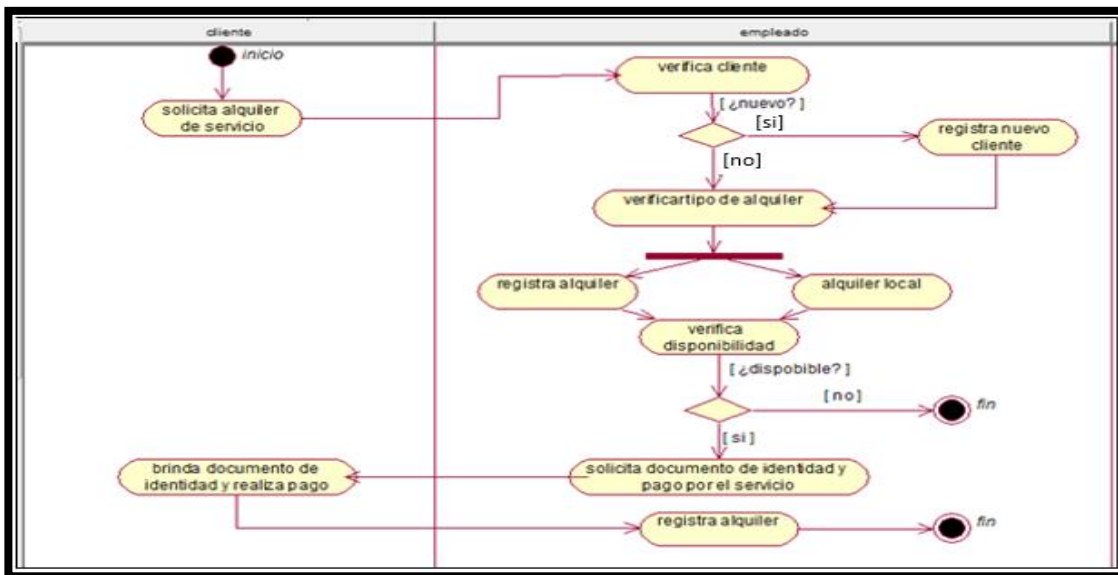 cliente
empleado
inicio
solicita alquiler
de servicio
verifica cliente
[ ¿nuevo? ]
[si]
registra nuevo
cliente
[no]
verificartipo de alquiler
registra alquiler
alquiler local
verifica
disponibilidad
[ ¿dispobible? ]
[ no ]
fin
[ si ]
solicita documento de identidad y
pago por el servicio
brinda documento de
identidad y realiza pago
registra alquiler
fin